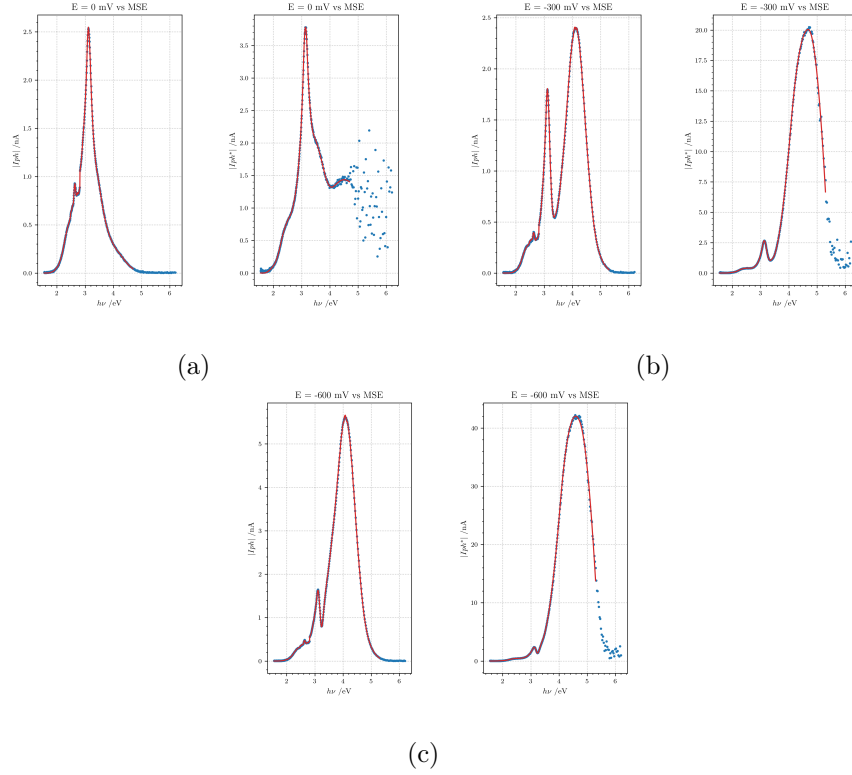 E = 0 mV vs MSE
E = 0 mV vs MSE
E = -300 mV vs MSE
E = -300 mV vs MSE
|Iph| /nA
2.5
2.0
1.5
1.0
0.5
0.0
2 3 4 5 6
hν /eV
|Iph*| /nA
3.5
3.0
2.5
2.0
1.5
1.0
0.5
0.0
2 3 4 5 6
hν /eV
|Iph| /nA
2.5
2.0
1.5
1.0
0.5
0.0
2 3 4 5 6
hν /eV
|Iph*| /nA
20.0
17.5
15.0
12.5
10.0
7.5
5.0
2.5
0.0
2 3 4 5 6
hν /eV
(a)
(b)
E = -600 mV vs MSE
E = -600 mV vs MSE
|Iph| /nA
5
4
3
2
1
0
2 3 4 5 6
hν /eV
|Iph*| /nA
40
30
20
10
0
2 3 4 5 6
hν /eV
(c)